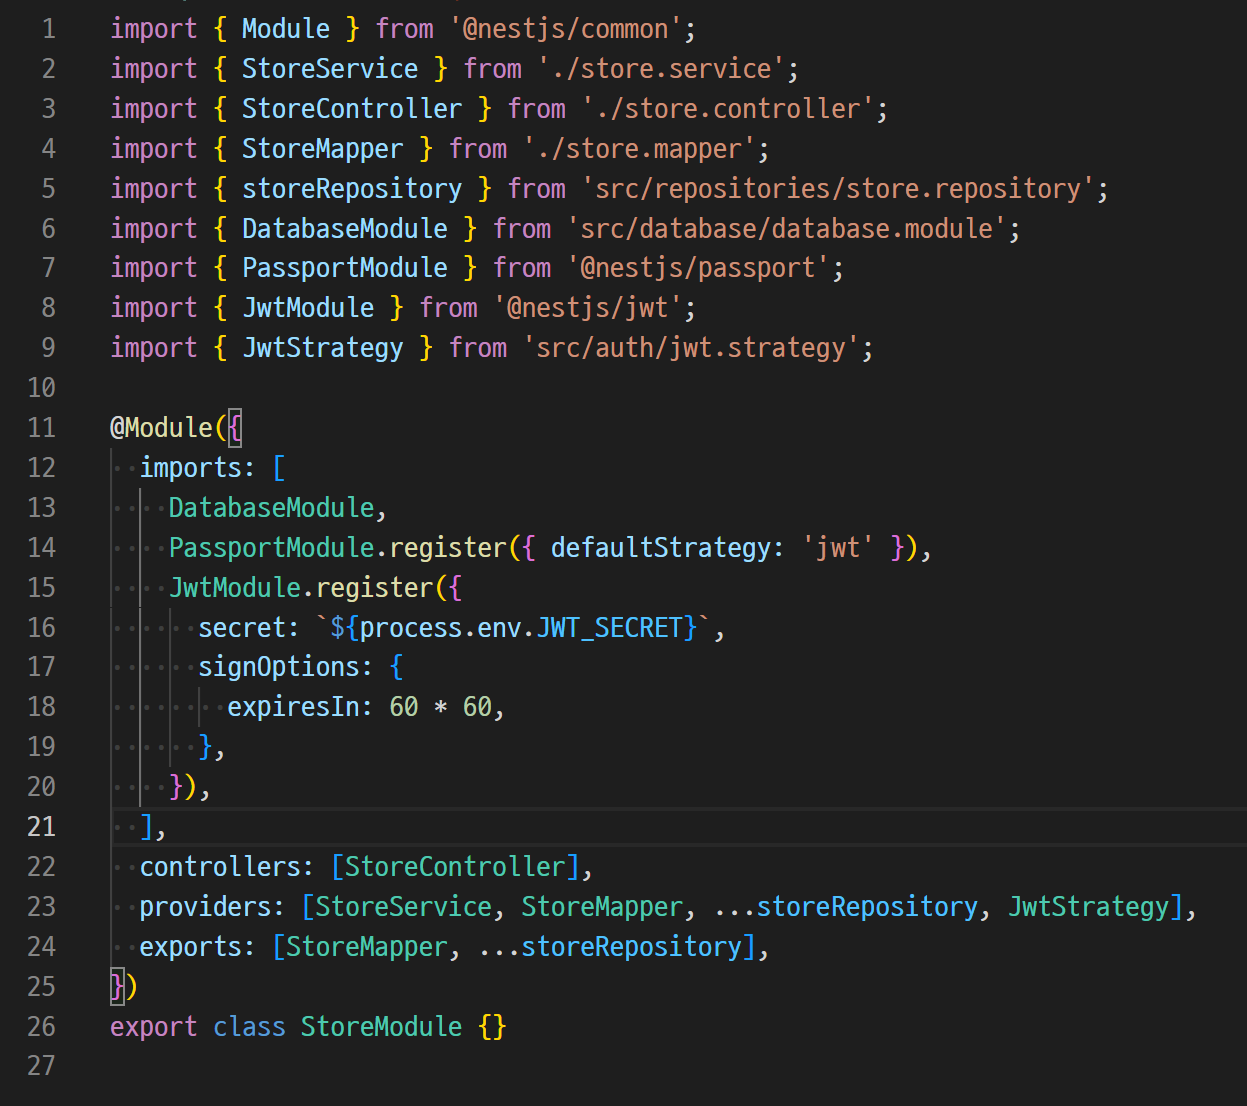 1 import { Module } from '@nestjs/common';
2 import { StoreService } from './store.service';
3 import { StoreController } from './store.controller';
4 import { StoreMapper } from './store.mapper';
5 import { storeRepository } from 'src/repositories/store.repository';
6 import { DatabaseModule } from 'src/database/database.module';
7 import { PassportModule } from '@nestjs/passport';
8 import { JwtModule } from '@nestjs/jwt';
9 import { JwtStrategy } from 'src/auth/jwt.strategy';
10
11 @Module({
12   imports: [
13     DatabaseModule,
14     PassportModule.register({ defaultStrategy: 'jwt' }),
15     JwtModule.register({
16       secret: `${process.env.JWT_SECRET}`,
17       signOptions: {
18         expiresIn: 60 * 60,
19       },
20     }),
21   ],
22   controllers: [StoreController],
23   providers: [StoreService, StoreMapper, ...storeRepository, JwtStrategy],
24   exports: [StoreMapper, ...storeRepository],
25 })
26 export class StoreModule {}
27